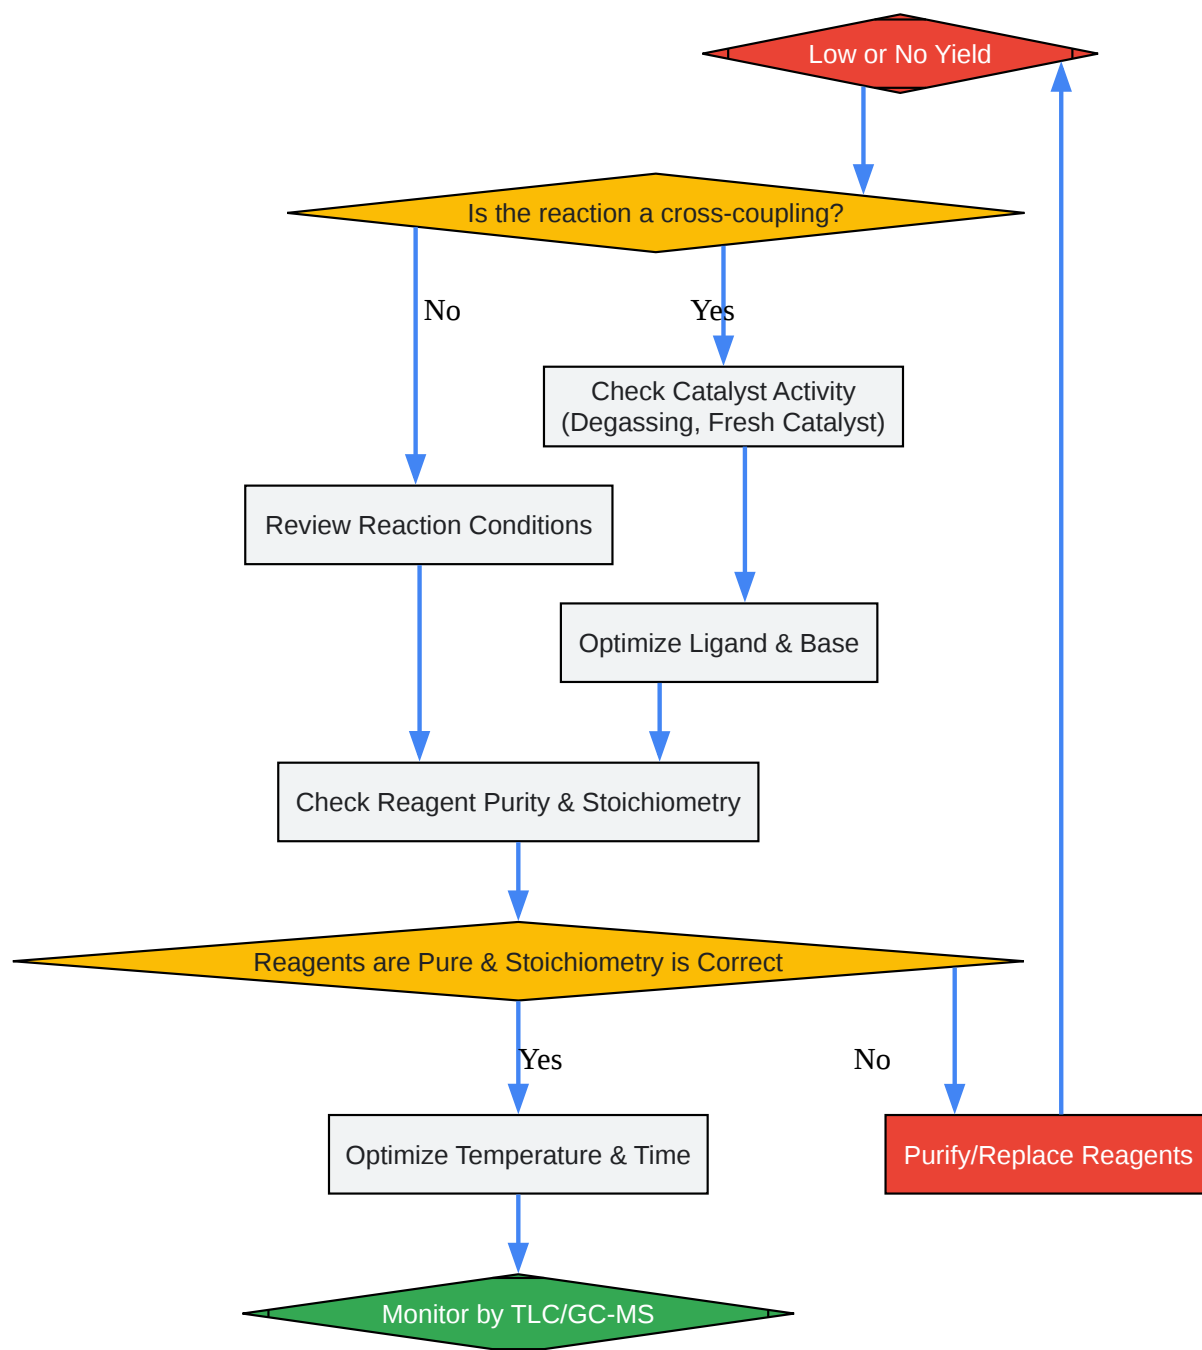 Low or No Yield
Is the reaction a cross-coupling?
No
Yes
Check Catalyst Activity
(Degassing, Fresh Catalyst)
Review Reaction Conditions
Optimize Ligand & Base
Check Reagent Purity & Stoichiometry
Reagents are Pure & Stoichiometry is Correct
Yes
No
Optimize Temperature & Time
Purify/Replace Reagents
Monitor by TLC/GC-MS